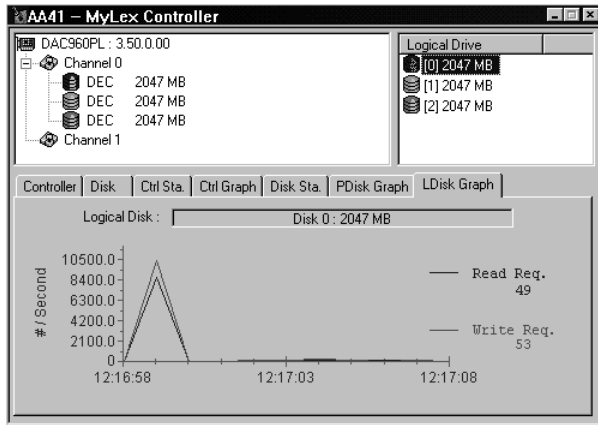 AA41 – MyLex Controller
DAC960PL : 3.50.0.00
Channel 0
DEC 2047 MB
DEC 2047 MB
DEC 2047 MB
Channel 1
Logical Drive
[0] 2047 MB
[1] 2047 MB
[2] 2047 MB
Controller Disk Ctrl Sta. Ctrl Graph Disk Sta. PDisk Graph LDisk Graph
Logical Disk : Disk 0 : 2047 MB
# / Second
10500.0
8400.0
6300.0
4200.0
2100.0
0
12:16:58 12:17:03 12:17:08
Read Req.
49
Write Req.
53